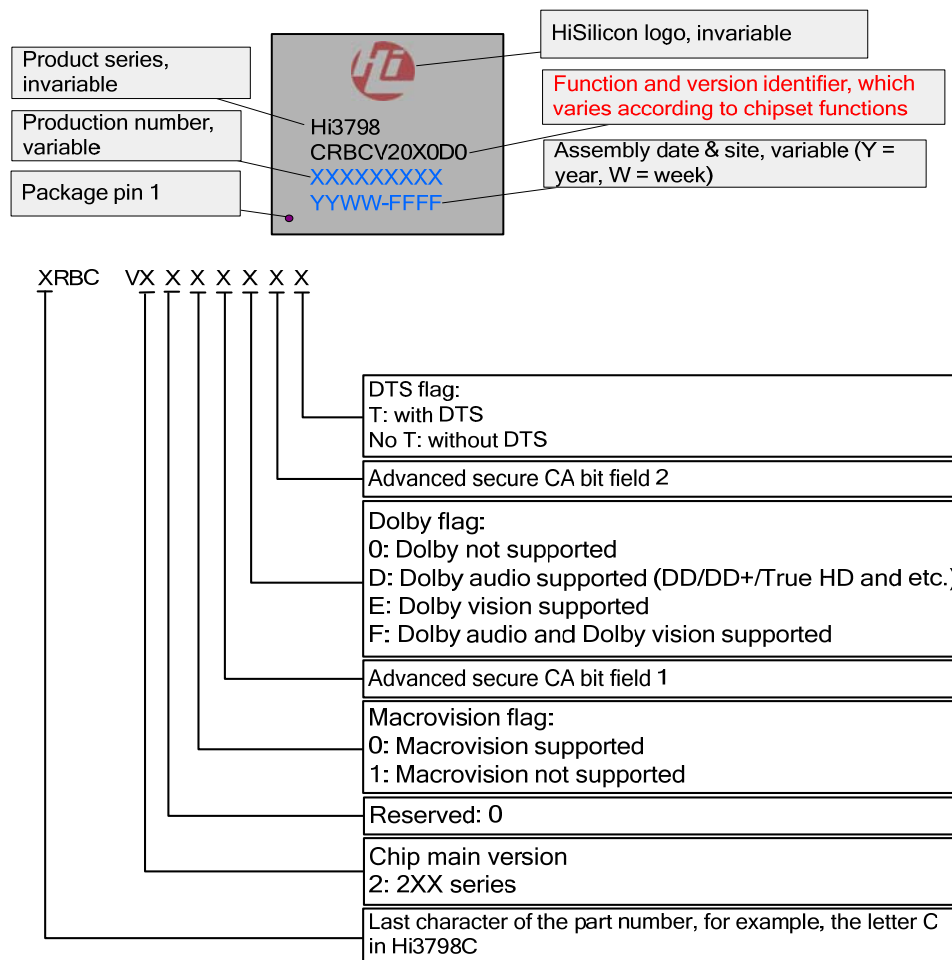 Product series,
invariable
Production number,
variable
Package pin 1
Hi
Hi3798
CRBCV20X0D0
XXXXXXXXX
YYWW-FFFF
HiSilicon logo, invariable
Function and version identifier, which
varies according to chipset functions
Assembly date & site, variable (Y =
year, W = week)
XRBC VX X X X X X X
DTS flag:
T: with DTS
No T: without DTS
Advanced secure CA bit field 2
Dolby flag:
0: Dolby not supported
D: Dolby audio supported (DD/DD+/True HD and etc.)
E: Dolby vision supported
F: Dolby audio and Dolby vision supported
Advanced secure CA bit field 1
Macrovision flag:
0: Macrovision supported
1: Macrovision not supported
Reserved: 0
Chip main version
2: 2XX series
Last character of the part number, for example, the letter C
in Hi3798C